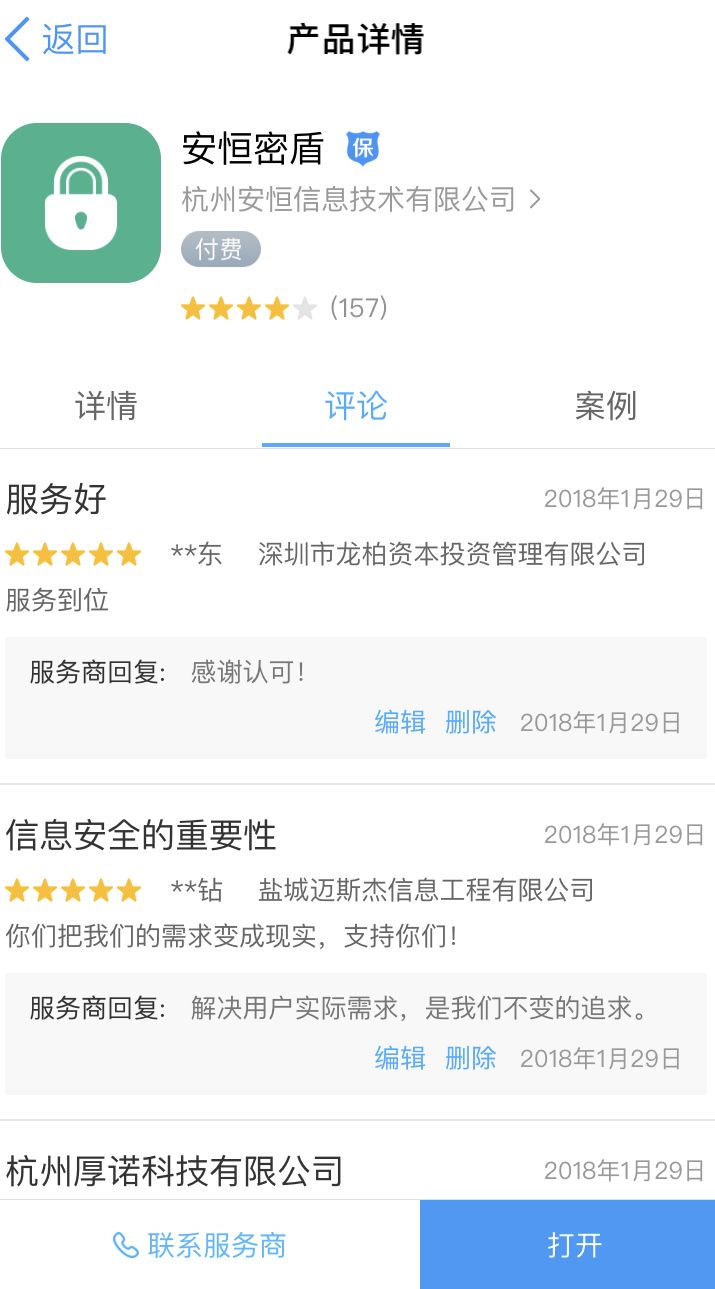 返回 产品详情
安恒密盾 保
杭州安恒信息技术有限公司
付费
(157)
详情 评论 案例
服务好 2018年1月29日
**东 深圳市龙柏资本投资管理有限公司
服务到位
服务商回复: 感谢认可!
编辑 删除 2018年1月29日
信息安全的重要性 2018年1月29日
**钻 盐城迈斯杰信息工程有限公司
你们把我们的需求变成现实，支持你们!
服务商回复: 解决用户实际需求，是我们不变的追求。
编辑 删除 2018年1月29日
杭州厚诺科技有限公司 2018年1月29日
联系服务商 打开